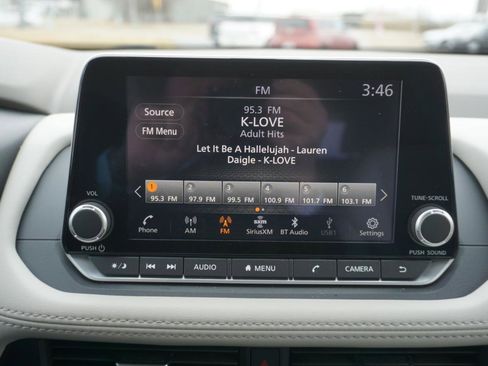 FM
3:46
Source
FM Menu
95.3 FM
K-LOVE
Adult Hits
Let It Be A Hallelujah - Lauren
Daigle - K-LOVE
1 2 3 4 5 6
95.3 FM 97.9 FM 99.5 FM 100.9 FM 101.7 FM 103.1 FM
Phone AM FM SiriusXM BT Audio USB1 Settings
sxm
VOL
PUSH
TUNE•SCROLL
PUSH SOUND
AUDIO MENU CAMERA